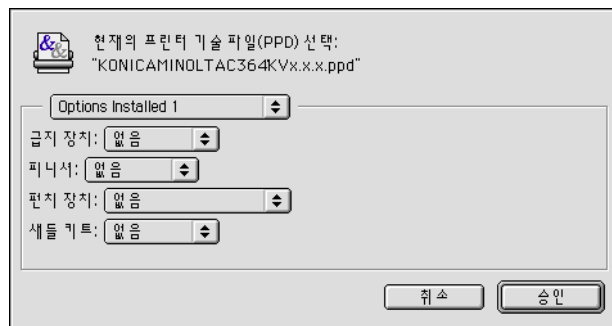 현재의 프린터 기술 파일(PPD) 선택:
"KONICAMINOLTAC364KVx.x.x.ppd"
Options Installed 1
급지 장치: 없음
피니셔: 없음
펀치 장치: 없음
새들 키트: 없음
취소
승인